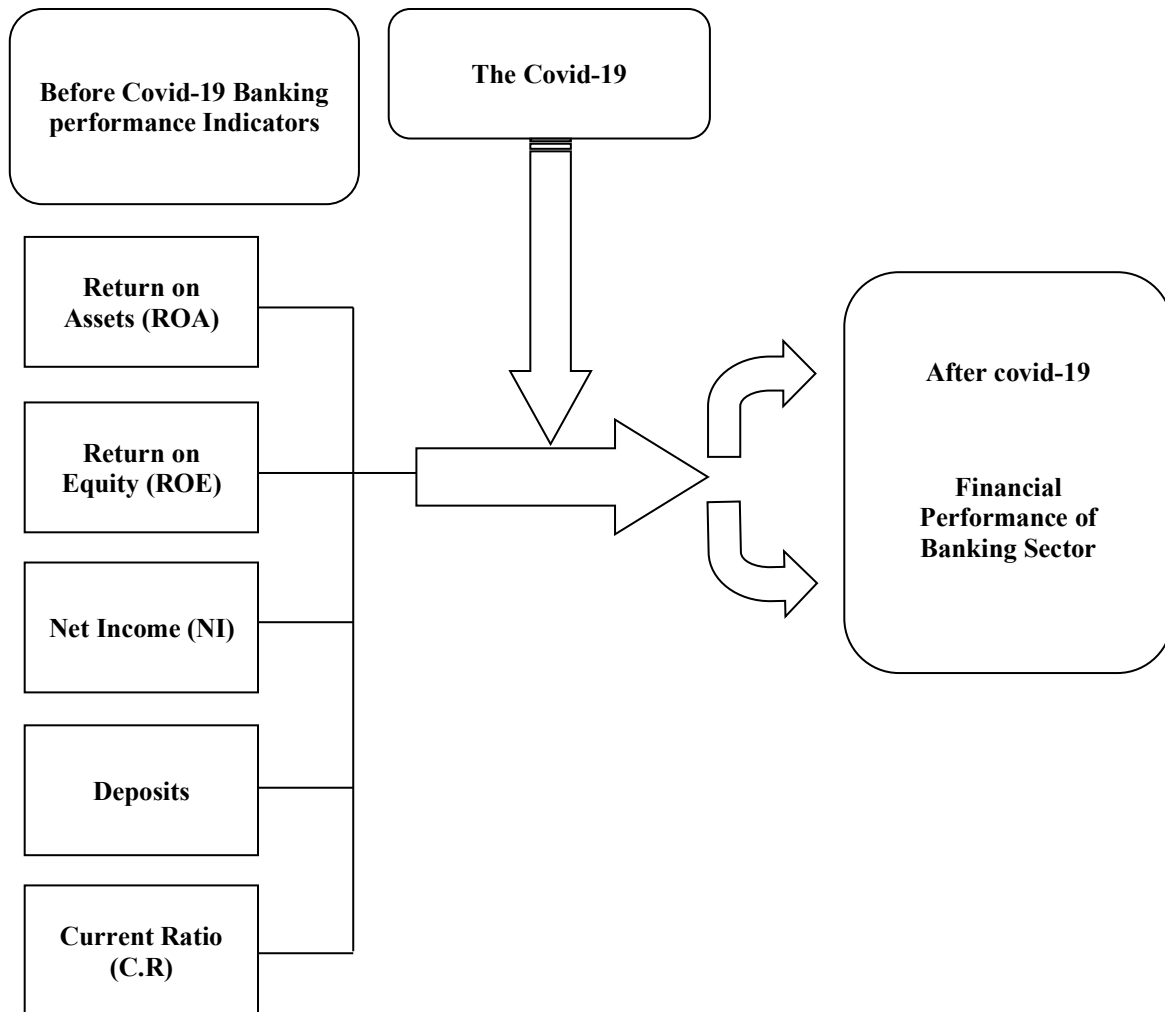 Before Covid-19 Banking
performance Indicators
The Covid-19
Return on
Assets (ROA)
Return on
Equity (ROE)
Net Income (NI)
Deposits
Current Ratio
(C.R)
After covid-19
Financial
Performance of
Banking Sector